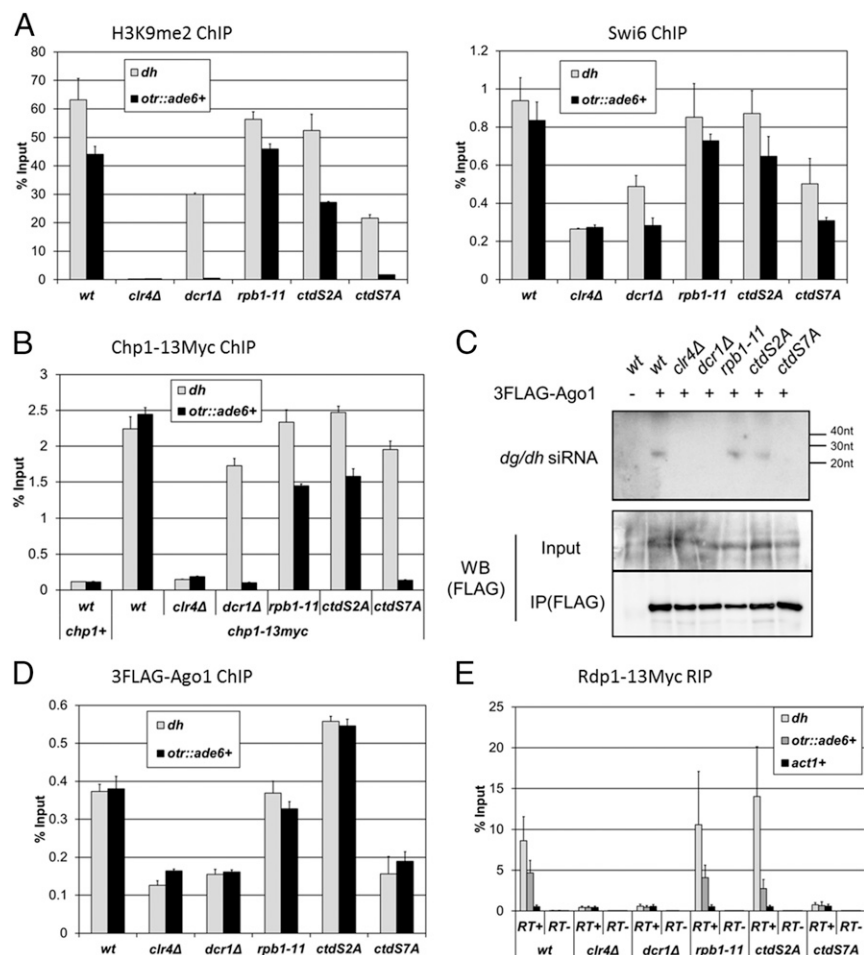 A
H3K9me2 ChIP
% Input
80
70
60
50
40
30
20
10
0
dh
otr::ade6+
wt clr4Δ dcr1Δ rpb1-11 ctdS2A ctdS7A
Swi6 ChIP
% Input
1.2
1
0.8
0.6
0.4
0.2
0
dh
otr::ade6+
wt clr4Δ dcr1Δ rpb1-11 ctdS2A ctdS7A
B
Chp1-13Myc ChIP
% Input
3
2.5
2
1.5
1
0.5
0
dh
otr::ade6+
wt wt clr4Δ dcr1Δ rpb1-11 ctdS2A ctdS7A
chp1+ chp1-13myc
C
wt wt clr4Δ dcr1Δ rpb1-11 ctdS2A ctdS7A
3FLAG-Ago1 - + + + + + +
dg/dh siRNA
40nt
30nt
20nt
WB
(FLAG)
Input
IP(FLAG)
D
3FLAG-Ago1 ChIP
% Input
0.6
0.5
0.4
0.3
0.2
0.1
0
dh
otr::ade6+
wt clr4Δ dcr1Δ rpb1-11 ctdS2A ctdS7A
E
Rdp1-13Myc RIP
% Input
25
20
15
10
5
0
dh
otr::ade6+
act1+
RT+ RT- RT+ RT- RT+ RT- RT+ RT- RT+ RT- RT+ RT-
wt clr4Δ dcr1Δ rpb1-11 ctdS2A ctdS7A